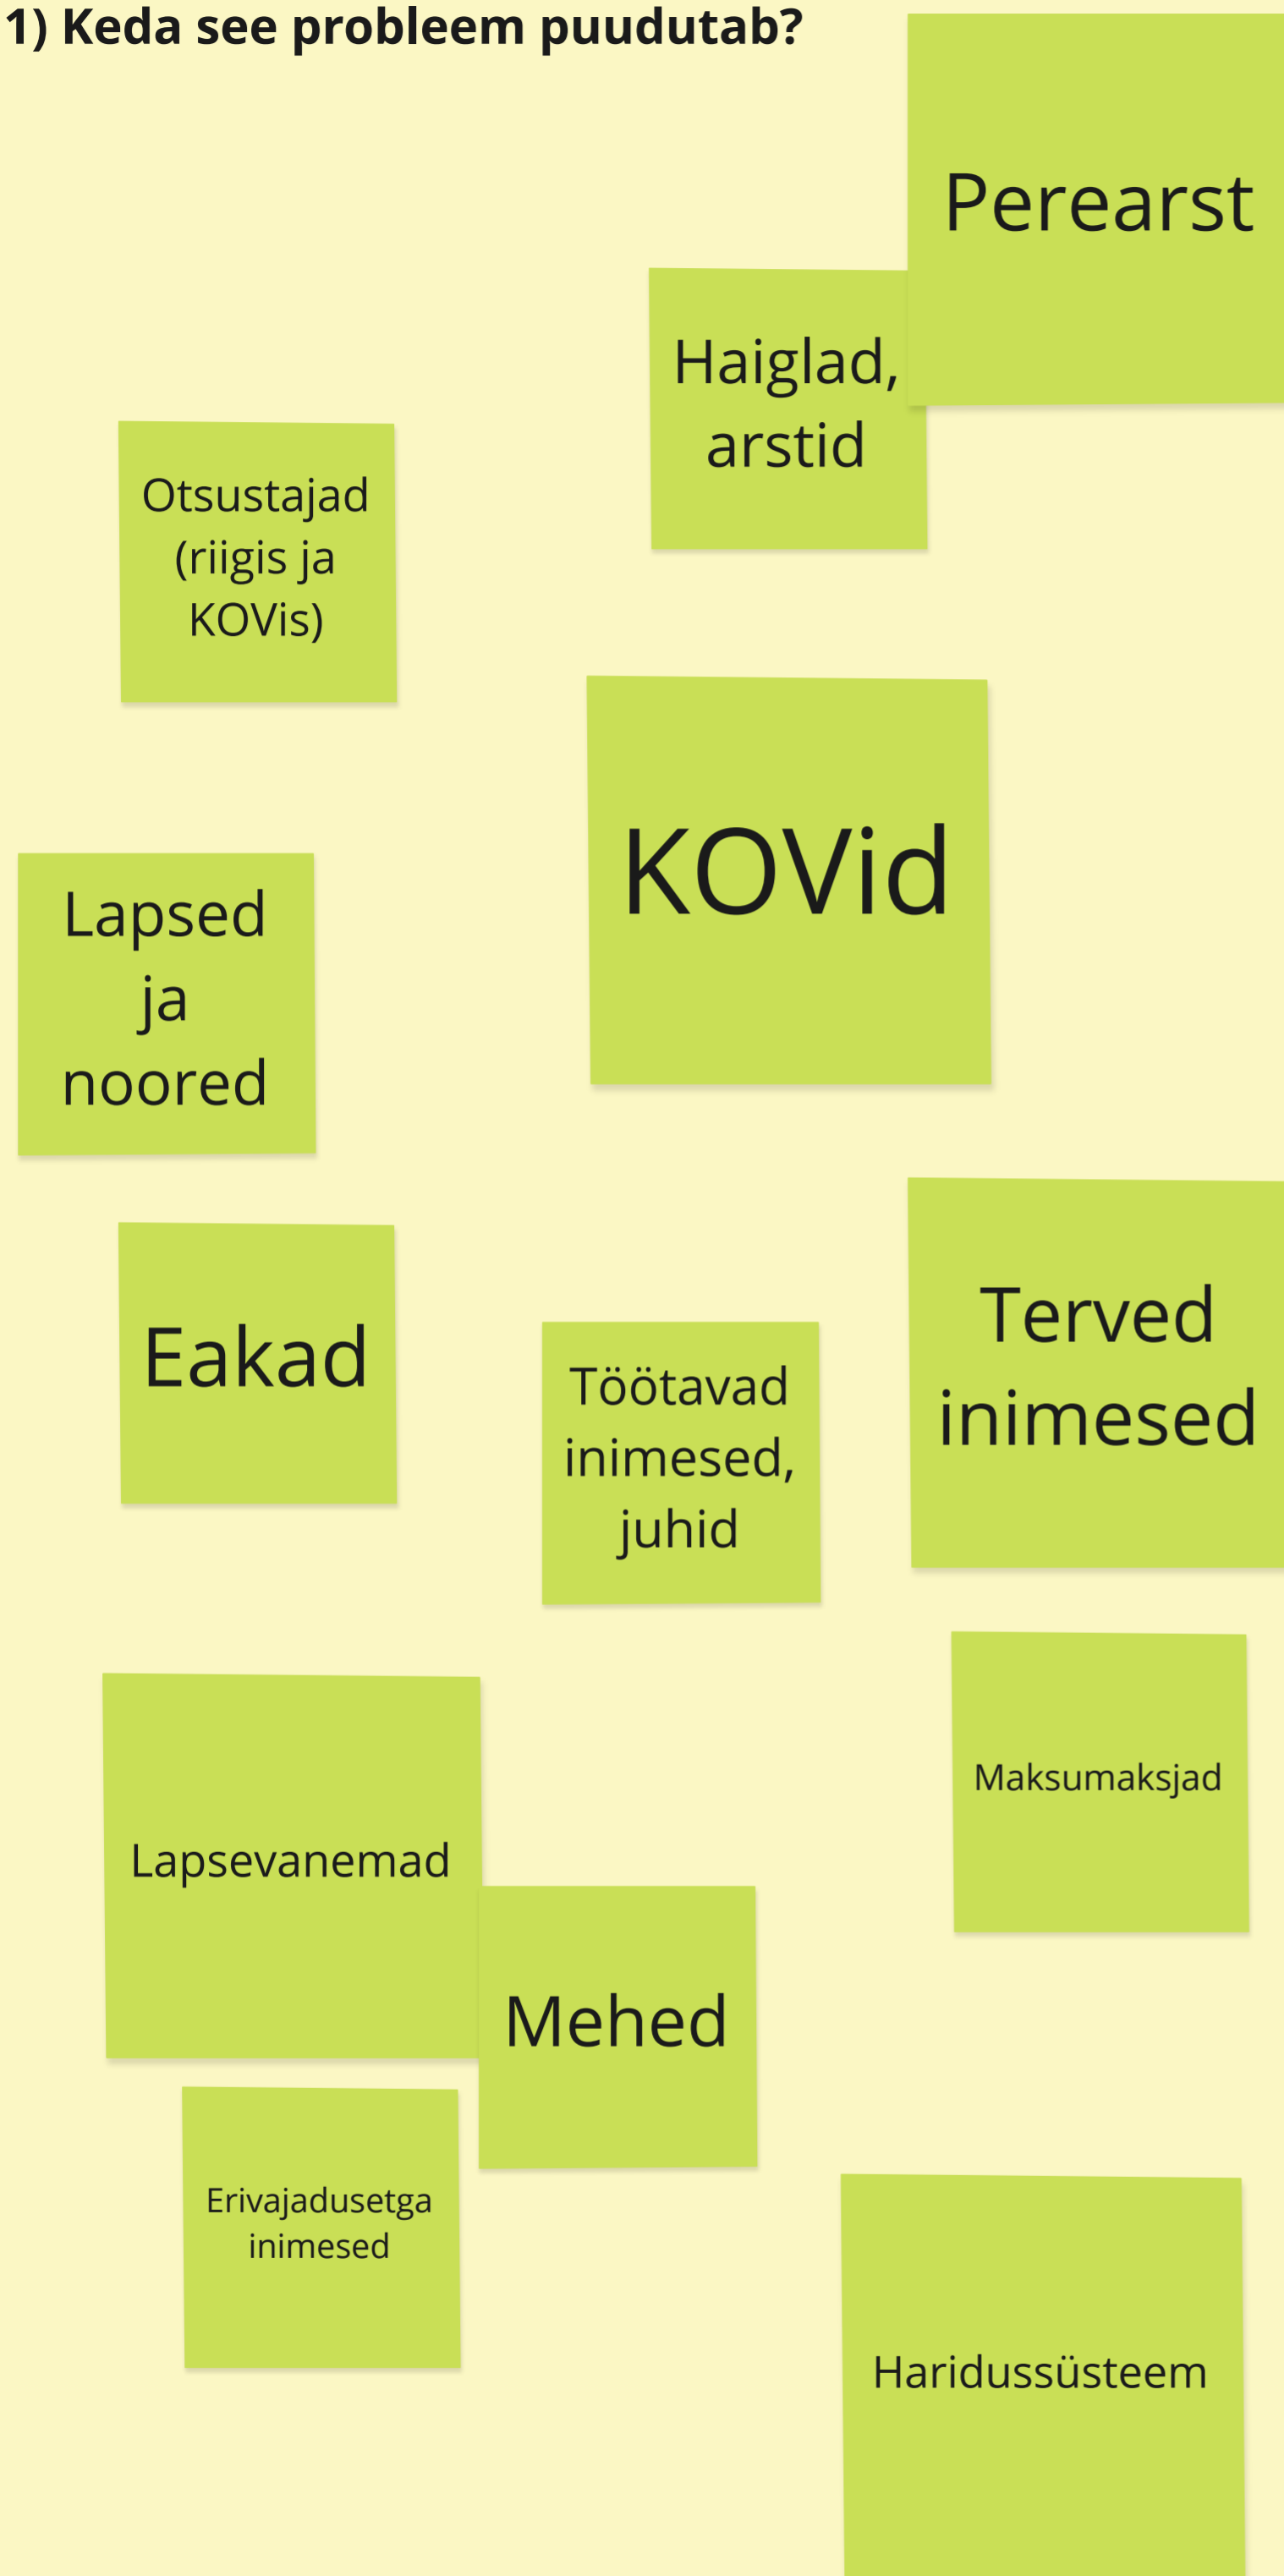 1) Keda see probleem puudutab?
Perearst
Haiglad,
arstid
Otsustajad
(riigis ja
KOVis)
KOVid
Lapsed
ja
noored
Eakad
Töötavad
inimesed,
juhid
Terved
inimesed
Maksumaksjad
Lapsevanemad
Mehed
Erivajadusetga
inimesed
Haridussüsteem